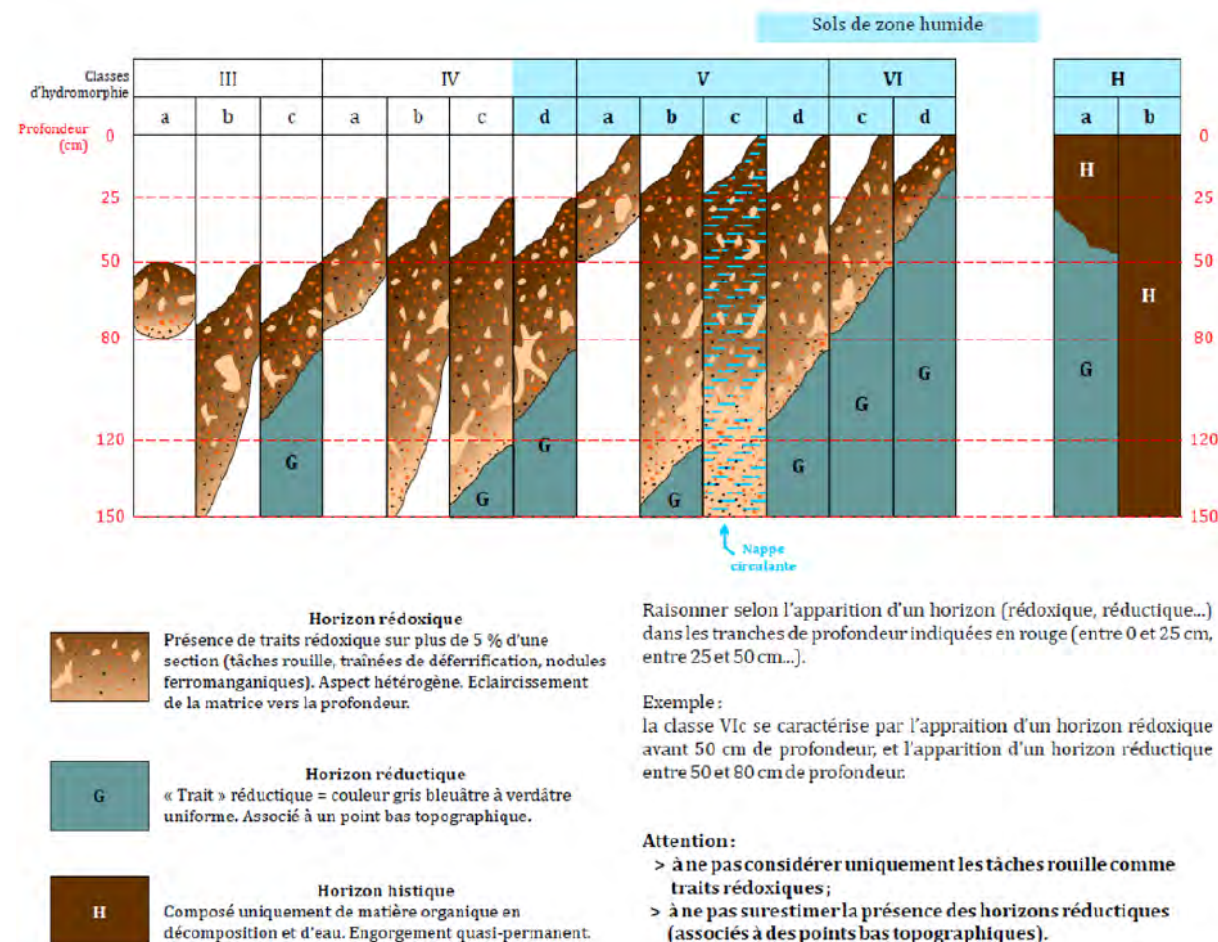 Sols de zone humide
Classes
d'hydromorphie
III
IV
V
VI
H
a b c a b c d a b c d c d a b
Profondeur
(cm)
0
25
50
80
120
150
0
25
50
80
120
150
G
G
G
G
G
G
G
H
G
H
Nappe
circulante
Horizon rédoxique
Présence de traits rédoxique sur plus de 5 % d'une
section (tâches rouille, traînées de déferrification, nodules
ferromanganiques). Aspect hétérogène. Eclaircissement
de la matrice vers la profondeur.
G
Horizon réductique
« Trait » réductique = couleur gris bleuâtre à verdâtre
uniforme. Associé à un point bas topographique.
H
Horizon histique
Composé uniquement de matière organique en
décomposition et d'eau. Engorgement quasi-permanent.
Raisonner selon l'apparition d'un horizon (rédoxique, réductique...)
dans les tranches de profondeur indiquées en rouge (entre 0 et 25 cm,
entre 25 et 50 cm...).
Exemple :
la classe VIc se caractérise par l'appraition d'un horizon rédoxique
avant 50 cm de profondeur, et l'apparition d'un horizon réductique
entre 50 et 80 cm de profondeur.
Attention :
> à ne pas considérer uniquement les tâches rouille comme
traits rédoxiques ;
> à ne pas surestimer la présence des horizons réductiques
(associés à des points bas topographiques).